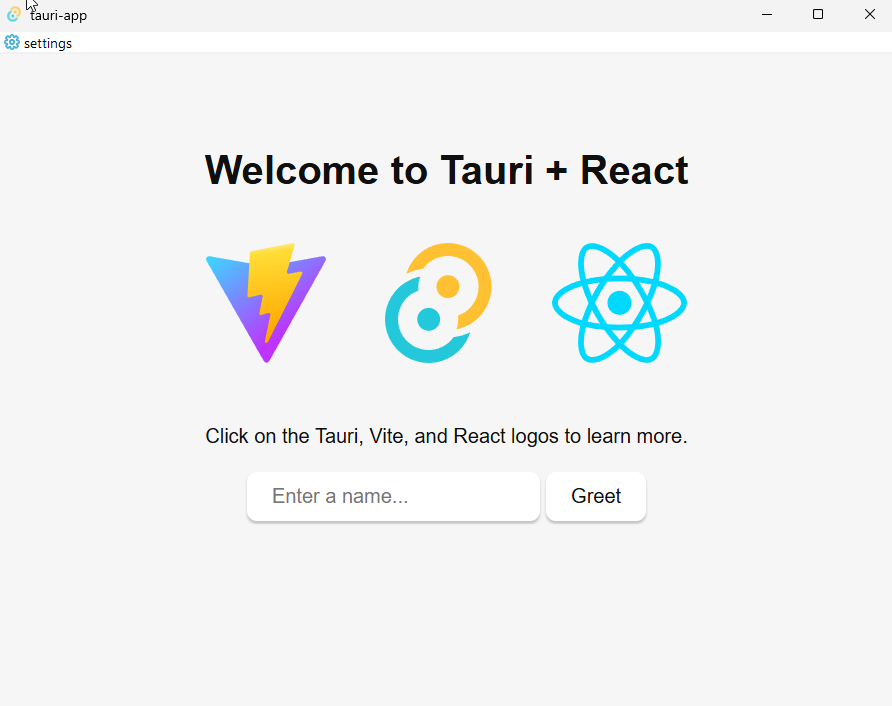 tauri-app
settings
Welcome to Tauri + React
Click on the Tauri, Vite, and React logos to learn more.
Enter a name... Greet